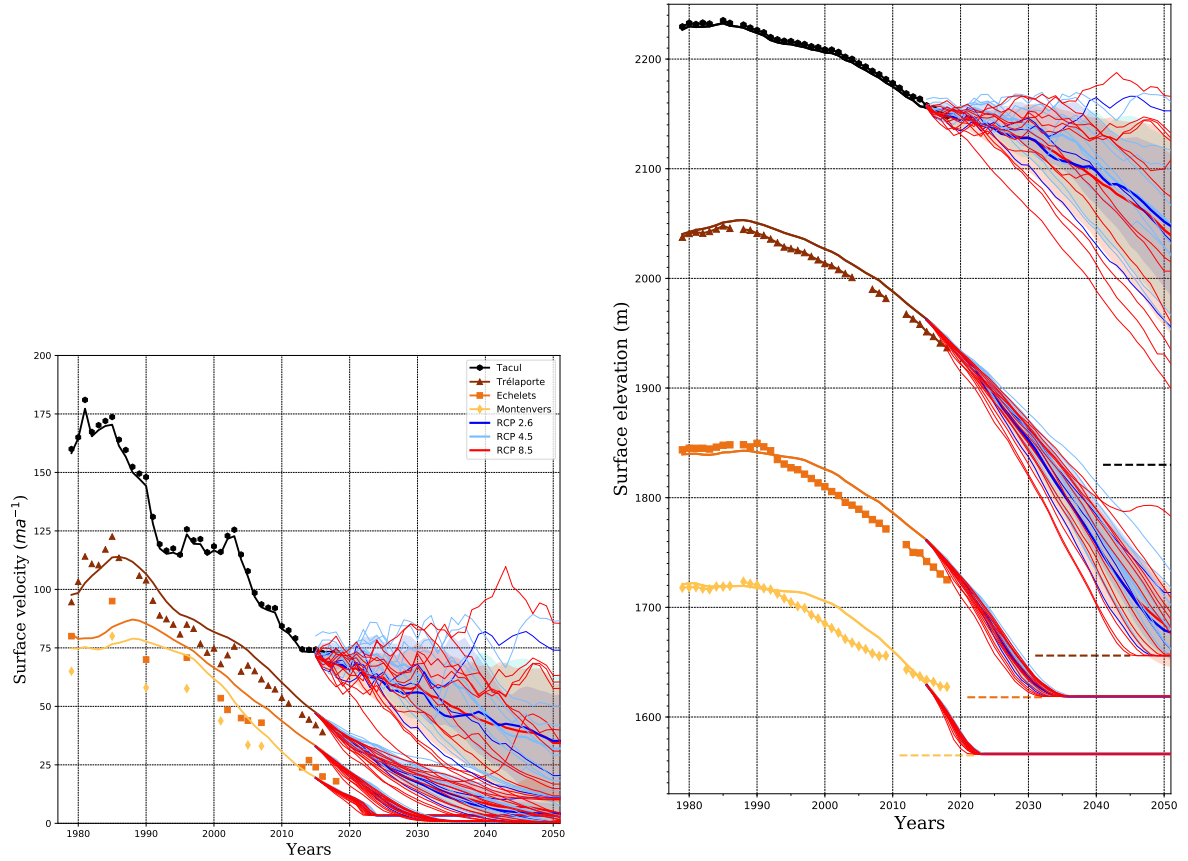 200
175
150
125
100
75
50
25
0
Surface velocity (ma⁻¹)
1980 1990 2000 2010 2020 2030 2040 2050
Years
Tacul
Trélaporte
Echelets
Montenvers
RCP 2.6
RCP 4.5
RCP 8.5
2200
2100
2000
1900
1800
1700
1600
Surface elevation (m)
1980 1990 2000 2010 2020 2030 2040 2050
Years